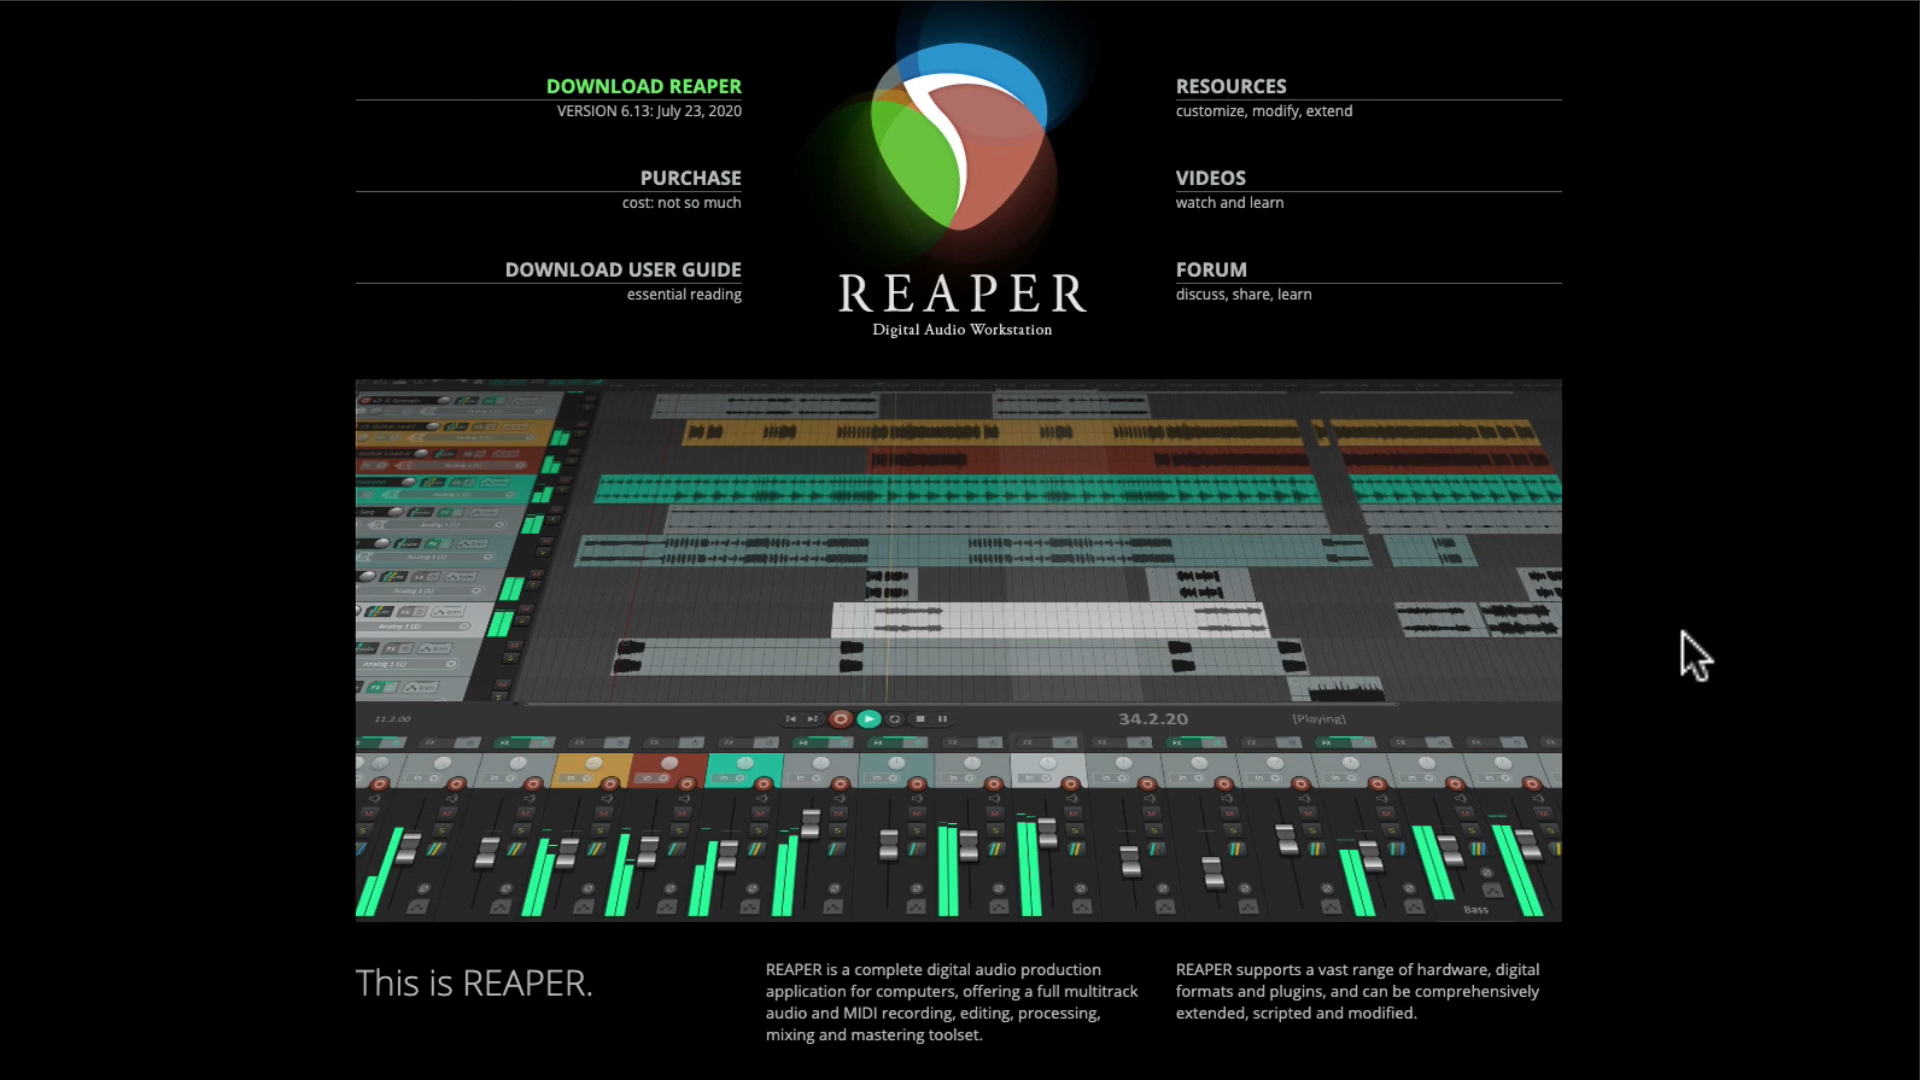 DOWNLOAD REAPER
VERSION 6.13: July 23, 2020
PURCHASE
cost: not so much
DOWNLOAD USER GUIDE
essential reading
REAPER
Digital Audio Workstation
RESOURCES
customize, modify, extend
VIDEOS
watch and learn
FORUM
discuss, share, learn
11.2.00
34.2.20
[Playing]
Bass
This is REAPER.
REAPER is a complete digital audio production
application for computers, offering a full multitrack
audio and MIDI recording, editing, processing,
mixing and mastering toolset.
REAPER supports a vast range of hardware, digital
formats and plugins, and can be comprehensively
extended, scripted and modified.